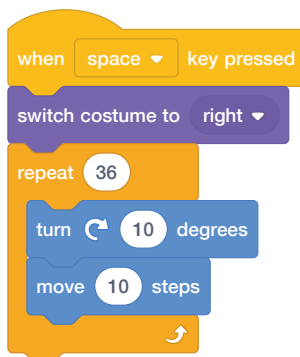 when space key pressed
switch costume to right
repeat 36
turn 10 degrees
move 10 steps